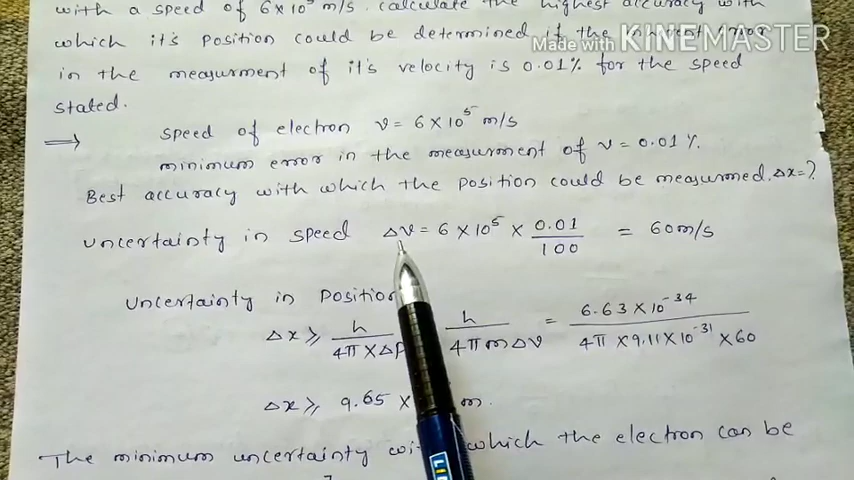 with a speed of 6×10⁵ m/s. calculate the highest accuracy with
which it's position could be determined if the error
Made with KINEMASTER
in the measurment of it's velocity is 0.01% for the speed
stated.
⟹ speed of electron v = 6×10⁵ m/s
minimum error in the measurment of v = 0.01%.
Best accuracy with which the position could be measurmed. Δx=?
uncertainty in speed Δv = 6×10⁵ × 0.01/100 = 60m/s
uncertainty in position
Δx ≥ h/4π×Δp h/4πmΔv = 6.63×10⁻³⁴/4π×9.11×10⁻³¹×60
Δx ≥ 9.65 × m.
The minimum uncertainty which the electron can be